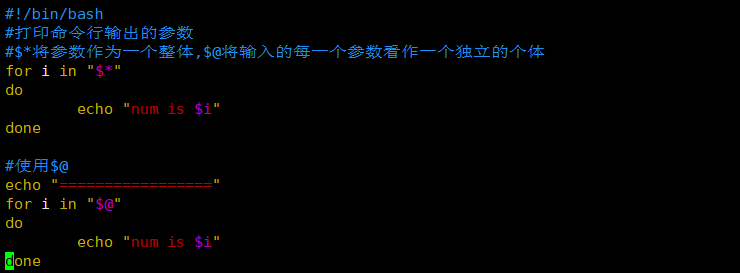 #!/bin/bash
#打印命令行输出的参数
#$*将参数作为一个整体,$@将输入的每一个参数看作一个独立的个体
for i in "$*"
do
        echo "num is $i"
done

#使用$@
echo "================="
for i in "$@"
do
        echo "num is $i"
done